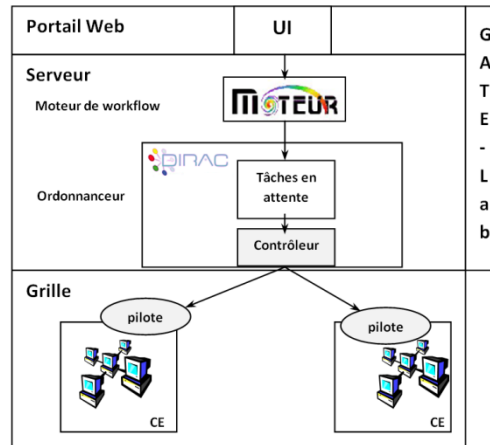 Portail Web
UI
Serveur
Moteur de workflow
MOTEUR
DIRAC
Ordonnanceur
Tâches en
attente
Contrôleur
Grille
pilote
pilote
CE
CE
G
A
T
E
-
L
a
b